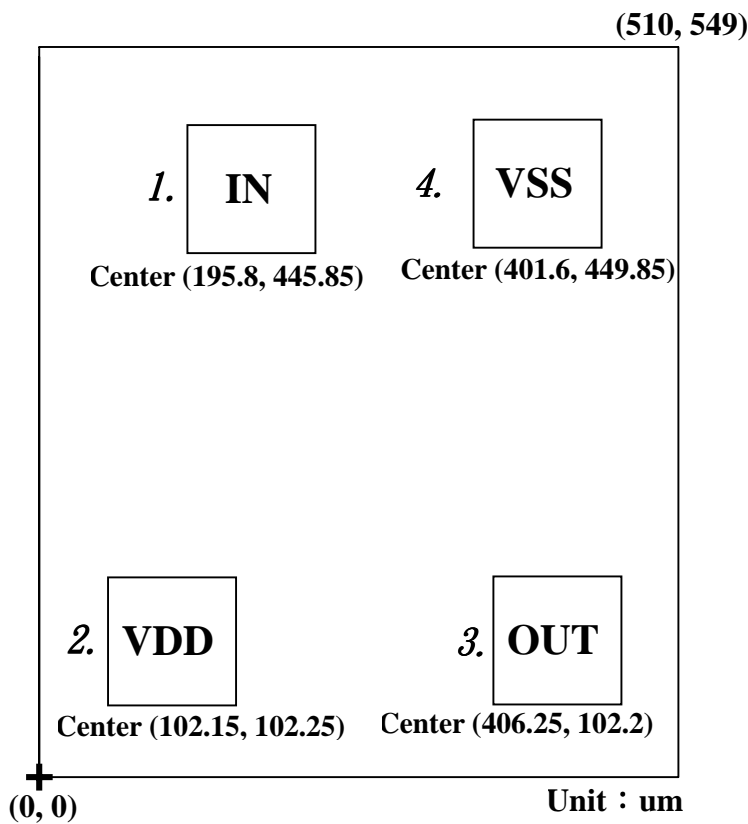 (510, 549)
1. IN
4. VSS
Center (195.8, 445.85)
Center (401.6, 449.85)
2. VDD
3. OUT
Center (102.15, 102.25)
Center (406.25, 102.2)
(0, 0)
Unit：um